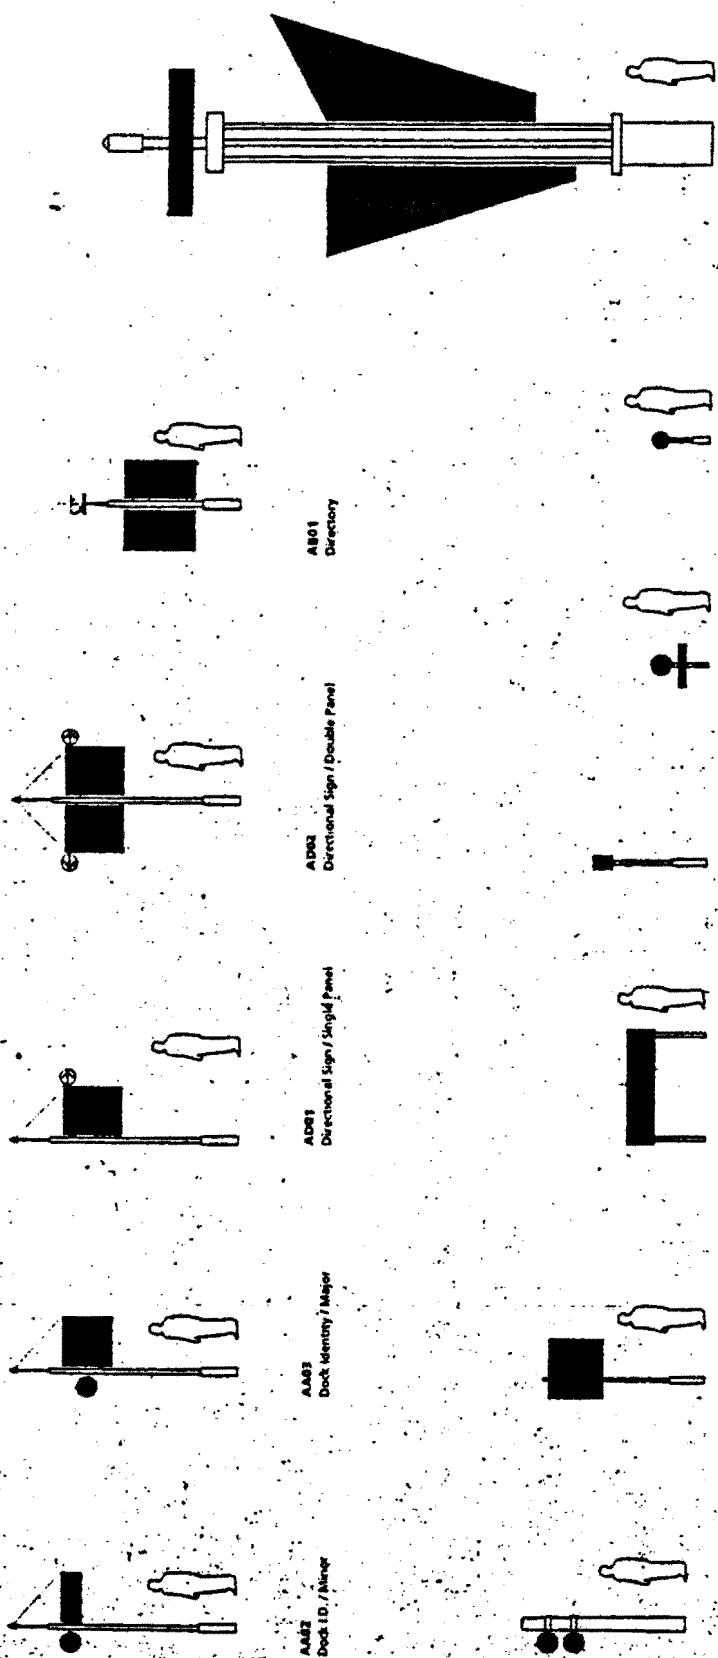 AA02
Dock I.D. / Minor
AA03
Dock Identity / Major
AD01
Directional Sign / Single Panel
AD02
Directional Sign / Double Panel
AB01
Directory